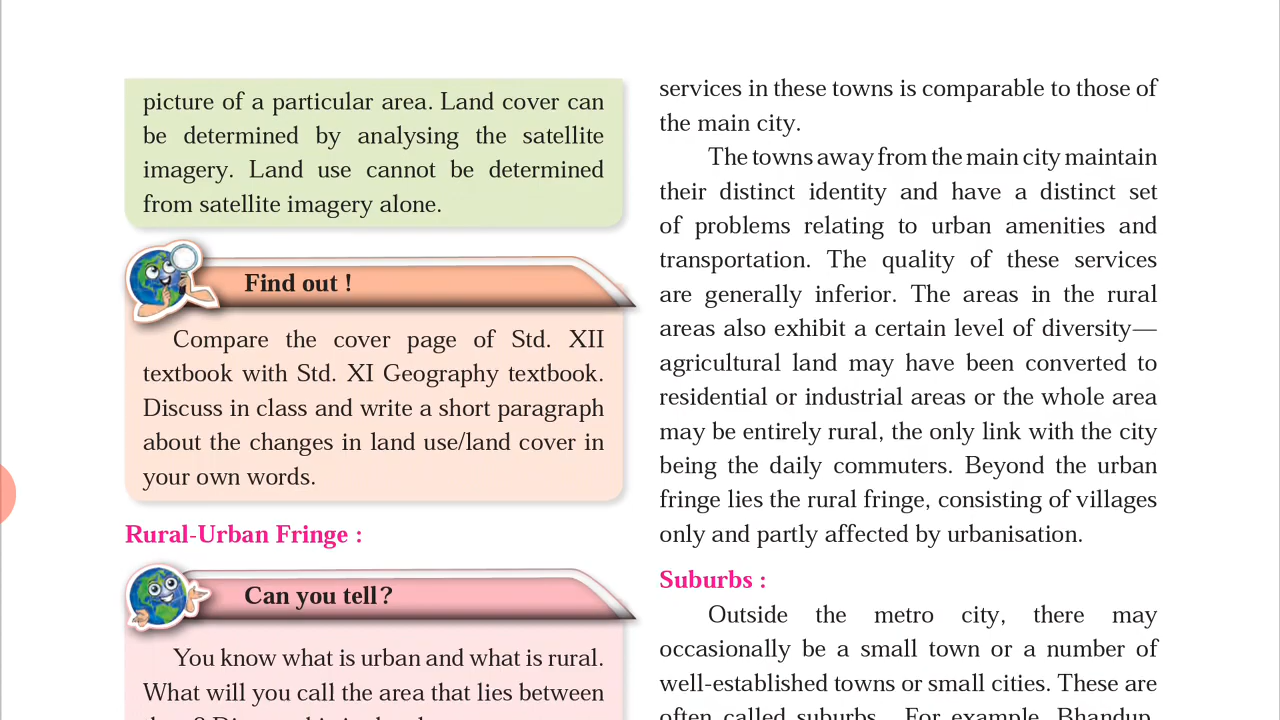 picture of a particular area. Land cover can
be determined by analysing the satellite
imagery. Land use cannot be determined
from satellite imagery alone.
Find out !
Compare the cover page of Std. XII
textbook with Std. XI Geography textbook.
Discuss in class and write a short paragraph
about the changes in land use/land cover in
your own words.
Rural-Urban Fringe :
Can you tell?
You know what is urban and what is rural.
What will you call the area that lies between
services in these towns is comparable to those of
the main city.
The towns away from the main city maintain
their distinct identity and have a distinct set
of problems relating to urban amenities and
transportation. The quality of these services
are generally inferior. The areas in the rural
areas also exhibit a certain level of diversity—
agricultural land may have been converted to
residential or industrial areas or the whole area
may be entirely rural, the only link with the city
being the daily commuters. Beyond the urban
fringe lies the rural fringe, consisting of villages
only and partly affected by urbanisation.
Suburbs :
Outside the metro city, there may
occasionally be a small town or a number of
well-established towns or small cities. These are
often called suburbs. For example, Bhandup,